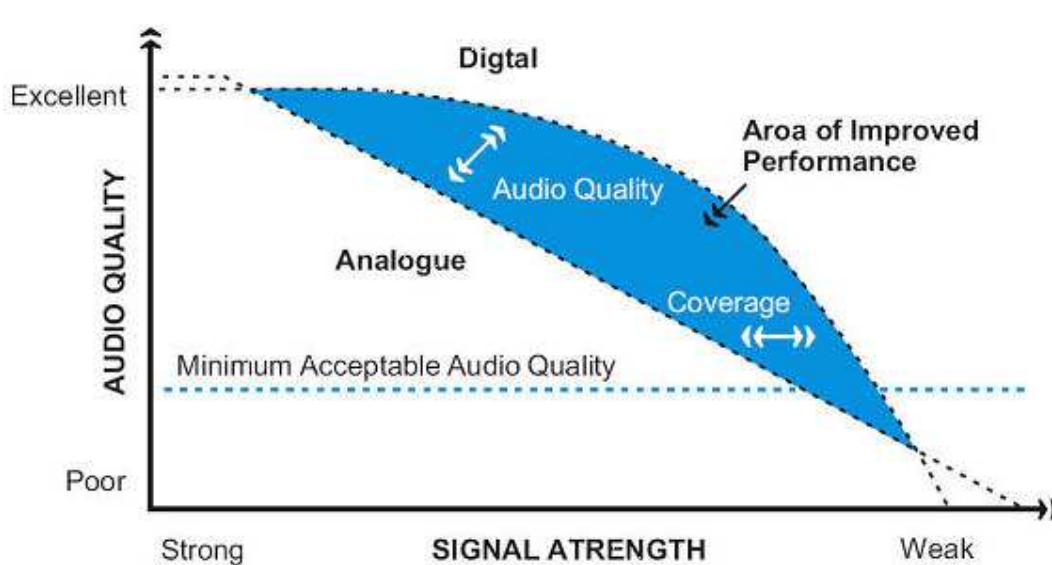 Digtal
Excellent
Aroa of Improved
Performance
Audio Quality
AUDIO QUALITY
Analogue
Coverage
Minimum Acceptable Audio Quality
Poor
Strong
SIGNAL ATRENGTH
Weak